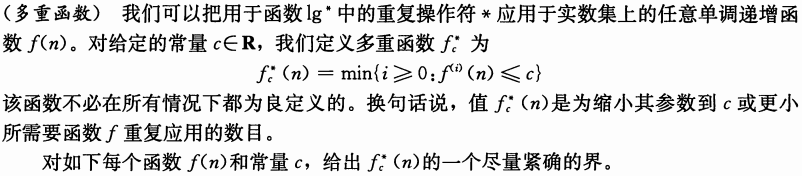 (多重函数) 我们可以把用于函数 lg* 中的重复操作符 * 应用于实数集上的任意单调递增函
数 f(n)。对给定的常量 c∈R，我们定义多重函数 f_c^* 为
f_c^*(n) = min{i ≥ 0: f^(i)(n) ≤ c}
该函数不必在所有情况下都为良定义的。换句话说，值 f_c^*(n)是为缩小其参数到 c 或更小
所需要函数 f 重复应用的数目。
对如下每个函数 f(n)和常量 c，给出 f_c^*(n)的一个尽量紧确的界。